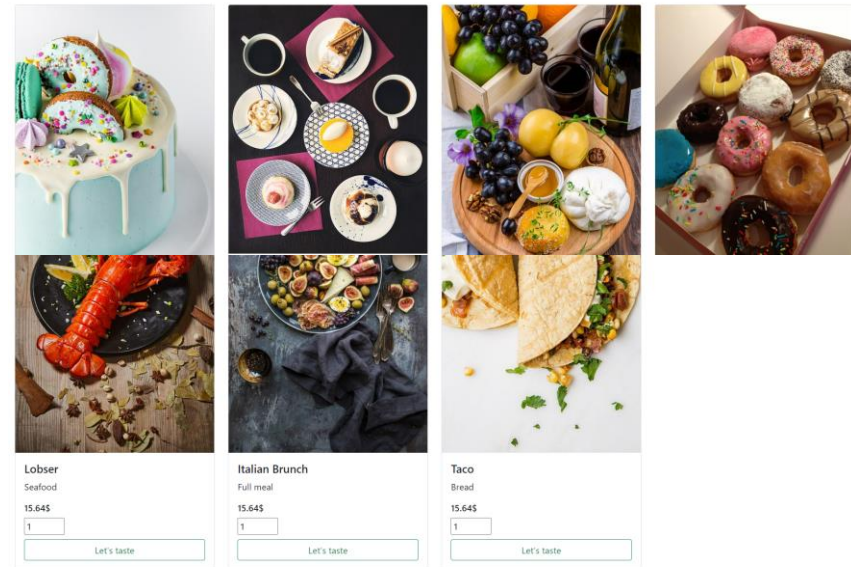 Lobser
Seafood
15.64$
1
Let's taste
Italian Brunch
Full meal
15.64$
1
Let's taste
Taco
Bread
15.64$
1
Let's taste